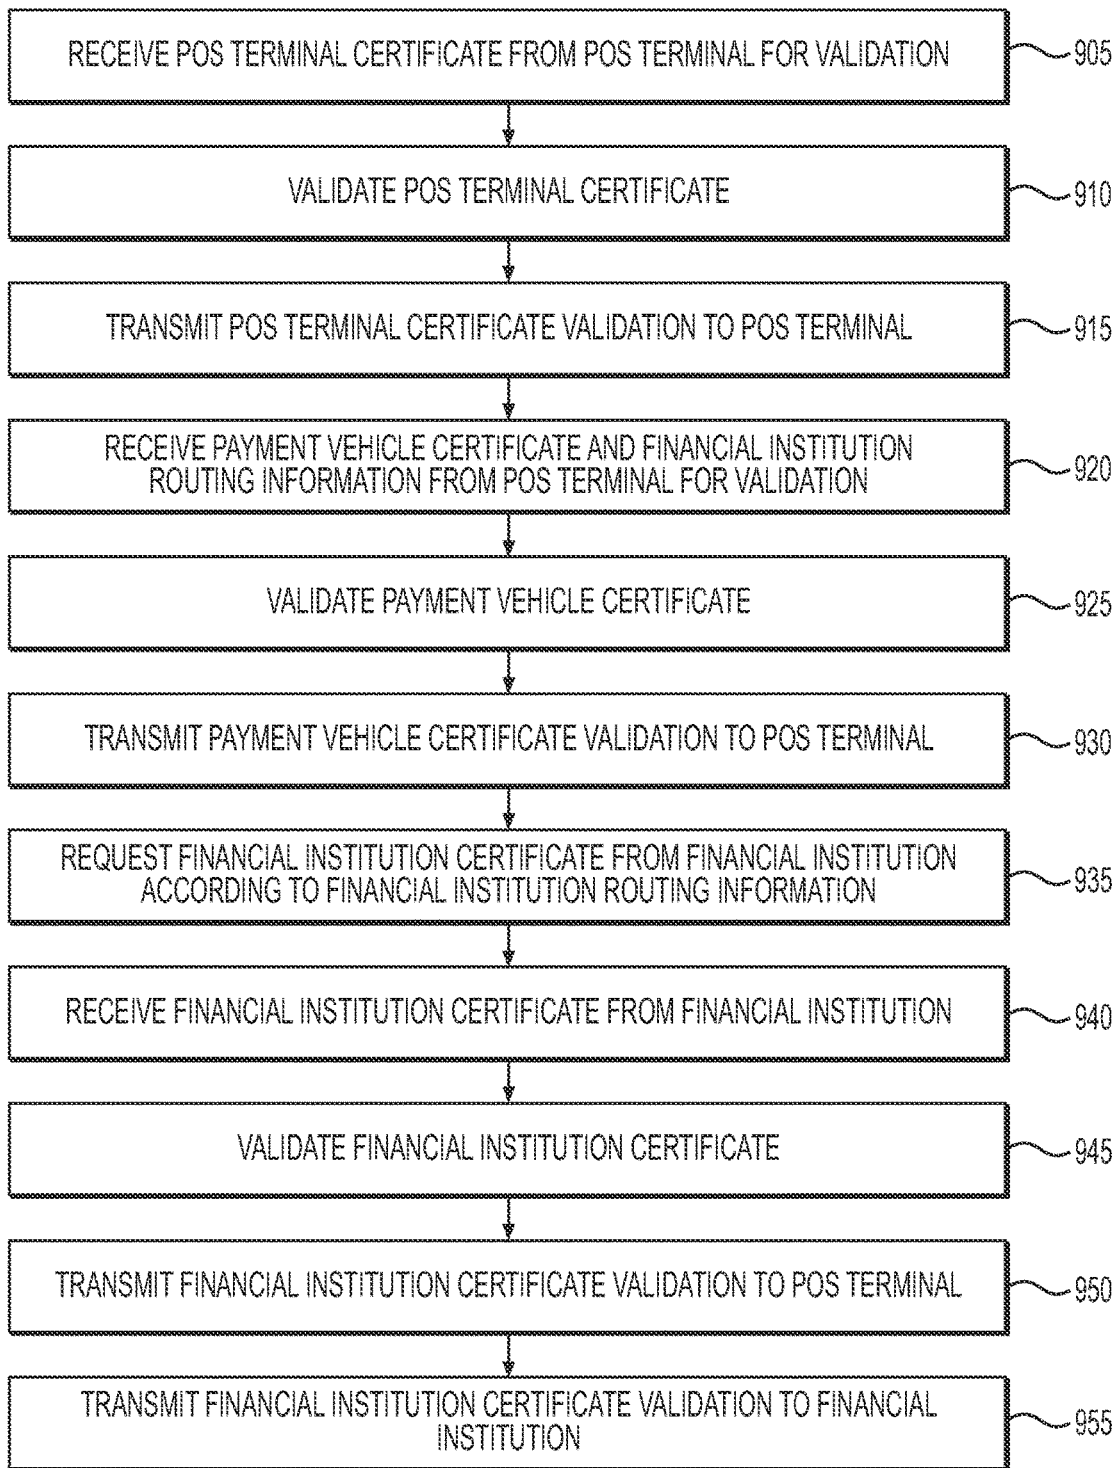 RECEIVE POS TERMINAL CERTIFICATE FROM POS TERMINAL FOR VALIDATION
905
VALIDATE POS TERMINAL CERTIFICATE
910
TRANSMIT POS TERMINAL CERTIFICATE VALIDATION TO POS TERMINAL
915
RECEIVE PAYMENT VEHICLE CERTIFICATE AND FINANCIAL INSTITUTION
ROUTING INFORMATION FROM POS TERMINAL FOR VALIDATION
920
VALIDATE PAYMENT VEHICLE CERTIFICATE
925
TRANSMIT PAYMENT VEHICLE CERTIFICATE VALIDATION TO POS TERMINAL
930
REQUEST FINANCIAL INSTITUTION CERTIFICATE FROM FINANCIAL INSTITUTION
ACCORDING TO FINANCIAL INSTITUTION ROUTING INFORMATION
935
RECEIVE FINANCIAL INSTITUTION CERTIFICATE FROM FINANCIAL INSTITUTION
940
VALIDATE FINANCIAL INSTITUTION CERTIFICATE
945
TRANSMIT FINANCIAL INSTITUTION CERTIFICATE VALIDATION TO POS TERMINAL
950
TRANSMIT FINANCIAL INSTITUTION CERTIFICATE VALIDATION TO FINANCIAL
INSTITUTION
955